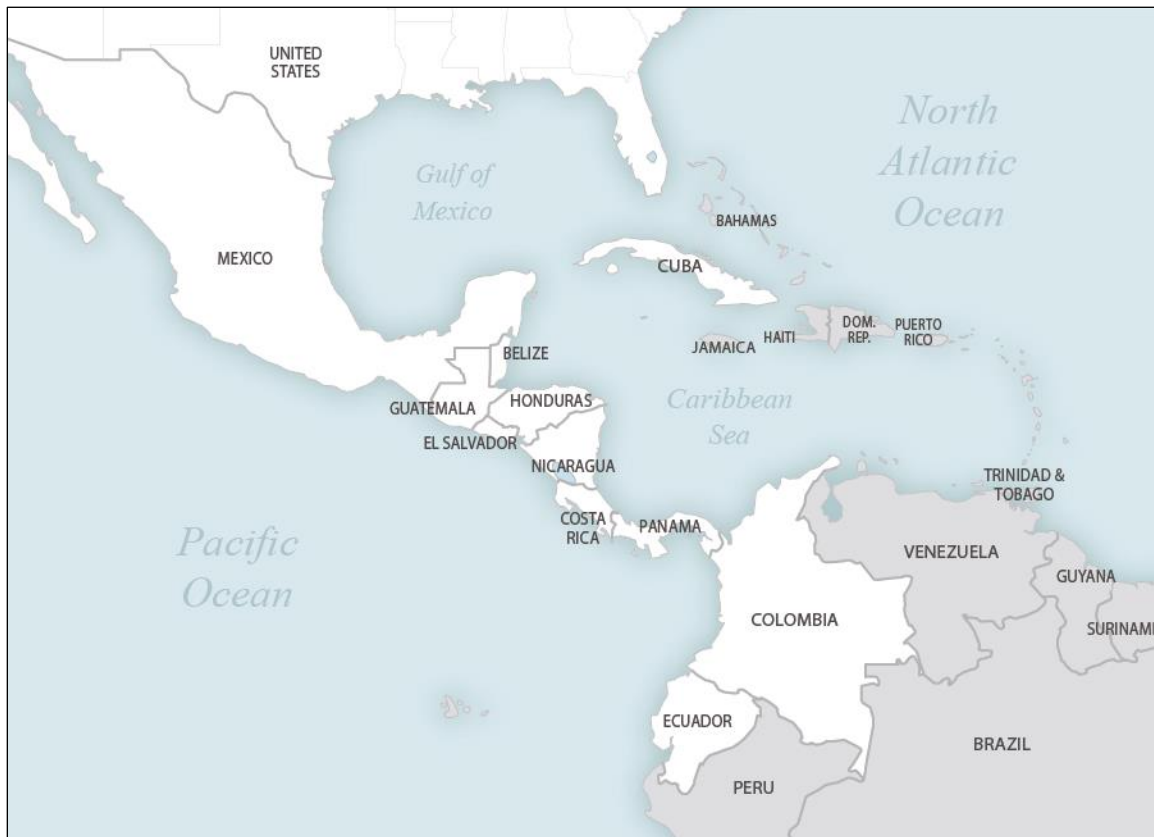 UNITED
STATES
North
Atlantic
Ocean
Gulf of
Mexico
BAHAMAS
MEXICO
CUBA
DOM.
REP.
PUERTO
RICO
HAITI
JAMAICA
BELIZE
Caribbean
Sea
HONDURAS
GUATEMALA
EL SALVADOR
NICARAGUA
TRINIDAD &
TOBAGO
COSTA
RICA
PANAMA
Pacific
Ocean
VENEZUELA
GUYANA
COLOMBIA
SURINAME
ECUADOR
BRAZIL
PERU